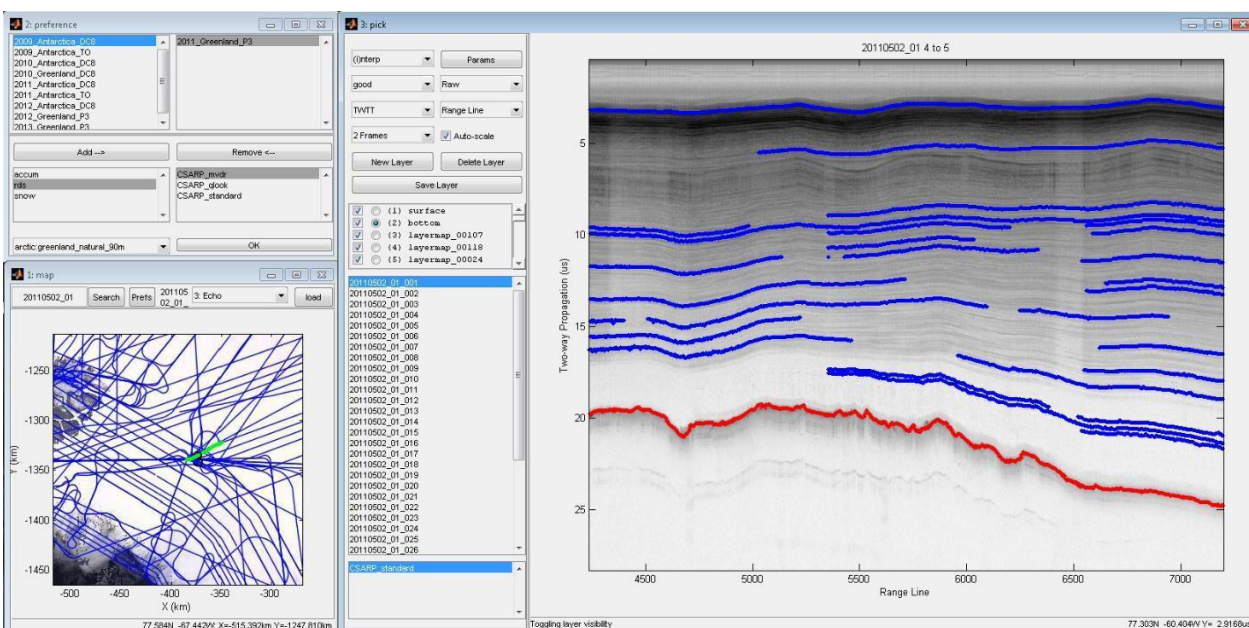 2: preference
2009_Antarctica_DC8
2009_Antarctica_TO
2010_Antarctica_DC8
2010_Greenland_DC8
2011_Antarctica_DC8
2011_Antarctica_TO
2012_Antarctica_DC8
2012_Greenland_P3
2013_Greenland_P3
2011_Greenland_P3
Add -->
Remove <--
accum
rds
snow
CSARP_mvdr
CSARP_qlook
CSARP_standard
arctic:greenland_natural_90m
OK
1: map
20110502_01
Search
Prefs
201105
02_01_
3: Echo
load
-1250
-1300
-1350
-1400
-1450
Y (km)
-500
-450
-400
-350
-300
X (km)
77.584N -67.442W; X=-515.392km Y=-1247.810km
3: pick
(i)nterp
Params
good
Raw
TWTT
Range Line
2 Frames
Auto-scale
New Layer
Delete Layer
Save Layer
(1) surface
(2) bottom
(3) layermap_00107
(4) layermap_00118
(5) layermap_00024
20110502_01_001
20110502_01_002
20110502_01_003
20110502_01_004
20110502_01_005
20110502_01_006
20110502_01_007
20110502_01_008
20110502_01_009
20110502_01_010
20110502_01_011
20110502_01_012
20110502_01_013
20110502_01_014
20110502_01_015
20110502_01_016
20110502_01_017
20110502_01_018
20110502_01_019
20110502_01_020
20110502_01_021
20110502_01_022
20110502_01_023
20110502_01_024
20110502_01_025
20110502_01_026
CSARP_standard
20110502_01 4 to 5
5
10
15
20
25
Two-way Propagation (us)
4500
5000
5500
6000
6500
7000
Range Line
Toggling layer visibility
77.303N -60.404W Y= 2.9168us